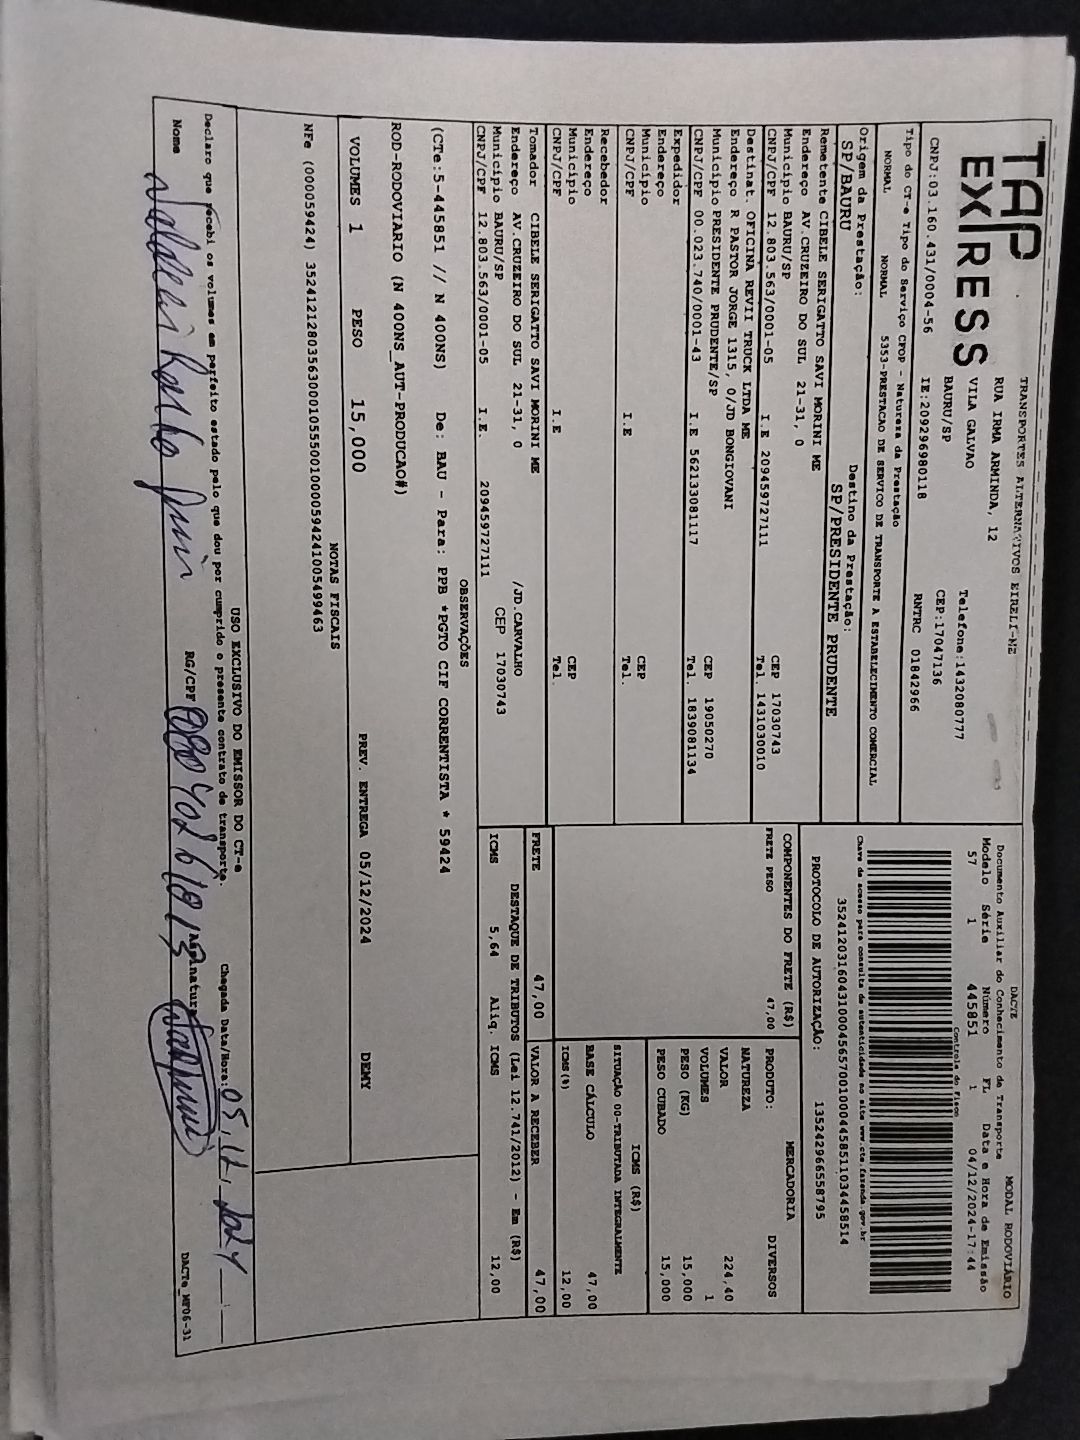 TAP EXPRESS
TRANSPORTES ALTERNATIVOS EIRELI-ME
RUA IRMA ARMINDA, 12
VILA GALVAO Telefone:1432080777
BAURU/SP CEP:17047136
CNPJ:03.160.431/0004-56 IE:209296980118 RNTRC 01842966
DACTE MODAL RODOVIÁRIO
Documento Auxiliar do Conhecimento de Transporte
Modelo Série Número FL Data e Hora de Emissão
57 1 445851 1 04/12/2024-17:44
Controle do Fisco
Chave de acesso para consulta de autenticidade no site www.cte.fazenda.gov.br
35241203160431000456570010004458511034458514
PROTOCOLO DE AUTORIZAÇÃO: 135242966558795
Tipo do CT-e Tipo do Serviço CFOP - Natureza da Prestação
NORMAL NORMAL 5353-PRESTACAO DE SERVICO DE TRANSPORTE A ESTABELECIMENTO COMERCIAL
Origem da Prestação: Destino da Prestação:
SP/BAURU SP/PRESIDENTE PRUDENTE
Remetente CIBELE SERIGATTO SAVI MORINI ME
Endereço AV.CRUZEIRO DO SUL 21-31, 0
Município BAURU/SP CEP 17030743
CNPJ/CPF 12.803.563/0001-05 I.E 209459727111 Tel. 1431030010
Destinat. OFICINA REVII TRUCK LTDA ME
Endereço R PASTOR JORGE 1315, 0/JD BONGIOVANI
Município PRESIDENTE PRUDENTE/SP CEP 19050270
CNPJ/CPF 00.023.740/0001-43 I.E 562133081117 Tel. 1839081134
Expedidor
Endereço
Município CEP
CNPJ/CPF I.E Tel.
Recebedor
Endereço
Município CEP
CNPJ/CPF I.E Tel.
Tomador CIBELE SERIGATTO SAVI MORINI ME
Endereço AV.CRUZEIRO DO SUL 21-31, 0 /JD.CARVALHO
Município BAURU/SP CEP 17030743
CNPJ/CPF 12.803.563/0001-05 I.E. 209459727111
COMPONENTES DO FRETE (R$)
FRETE PESO 47,00
MERCADORIA
PRODUTO: DIVERSOS
NATUREZA
VALOR 224,40
VOLUMES 1
PESO (KG) 15,000
PESO CUBADO 15,000
ICMS (R$)
SITUAÇÃO 00-TRIBUTADA INTEGRALMENTE
BASE CÁLCULO 47,00
ICMS(%) 12,00
FRETE 47,00 VALOR A RECEBER 47,00
DESTAQUE DE TRIBUTOS (Lei 12.741/2012) - Em (R$)
ICMS 5,64 Aliq. ICMS 12,00
OBSERVAÇÕES
(CTe:5-445851 // N 400NS) De: BAU - Para: PPB *PGTO CIF CORRENTISTA * 59424
ROD-RODOVIARIO (N 400NS_AUT-PRODUCAO#)
VOLUMES 1 PESO 15,000 PREV. ENTREGA 05/12/2024 DEMY
NOTAS FISCAIS
NFe (000059424) 35241212803563000105550010000594241005499463
USO EXCLUSIVO DO EMISSOR DO CT-e
Declaro que recebi os volumes em perfeito estado pelo que dou por cumprido o presente contrato de transporte. Chegada Data/Hora: 05/12/2024
Nome RG/CPF Assinatura
DACTe_MF06-31